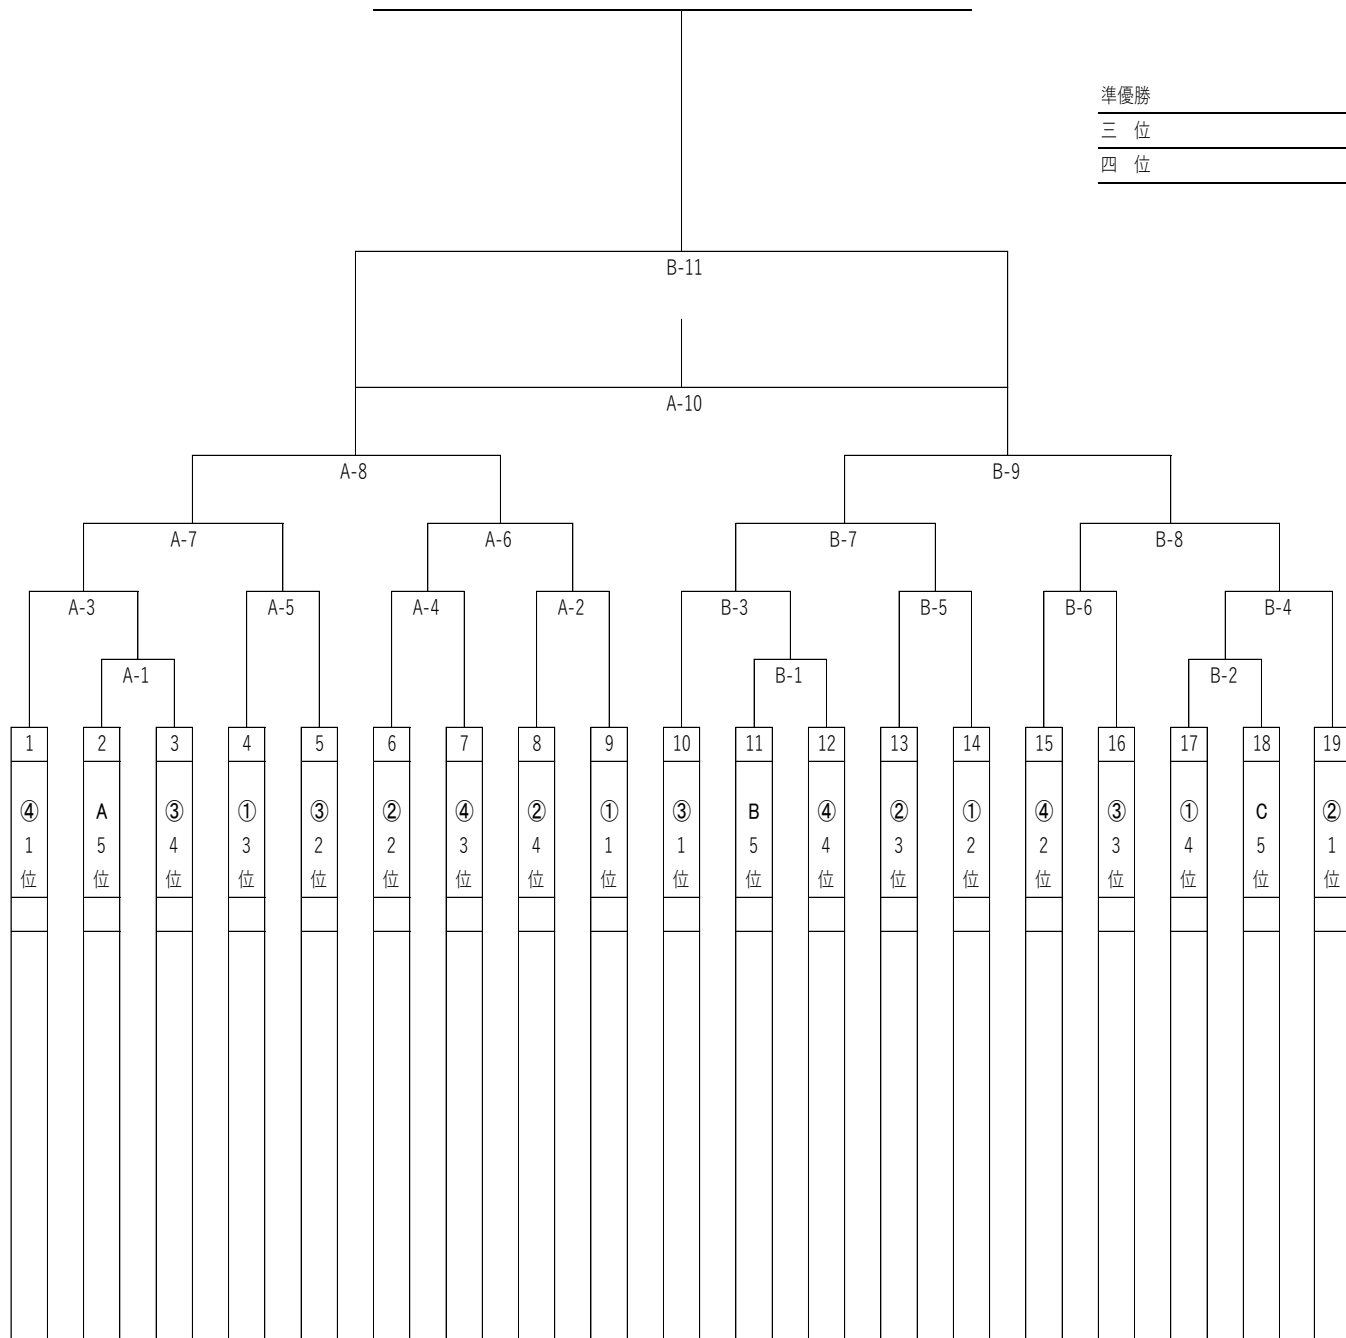 準優勝
三 位
四 位
B-11
A-10
A-8 B-9
A-7 A-6 B-7 B-8
A-3 A-5 A-4 A-2 B-3 B-5 B-6 B-4
A-1 B-1 B-2
1 2 3 4 5 6 7 8 9 10 11 12 13 14 15 16 17 18 19
④ A ③ ① ③ ② ④ ② ① ③ B ④ ② ① ④ ③ ① C ②
1 5 4 3 2 2 3 4 1 1 5 4 3 2 2 3 4 5 1
位 位 位 位 位 位 位 位 位 位 位 位 位 位 位 位 位 位 位